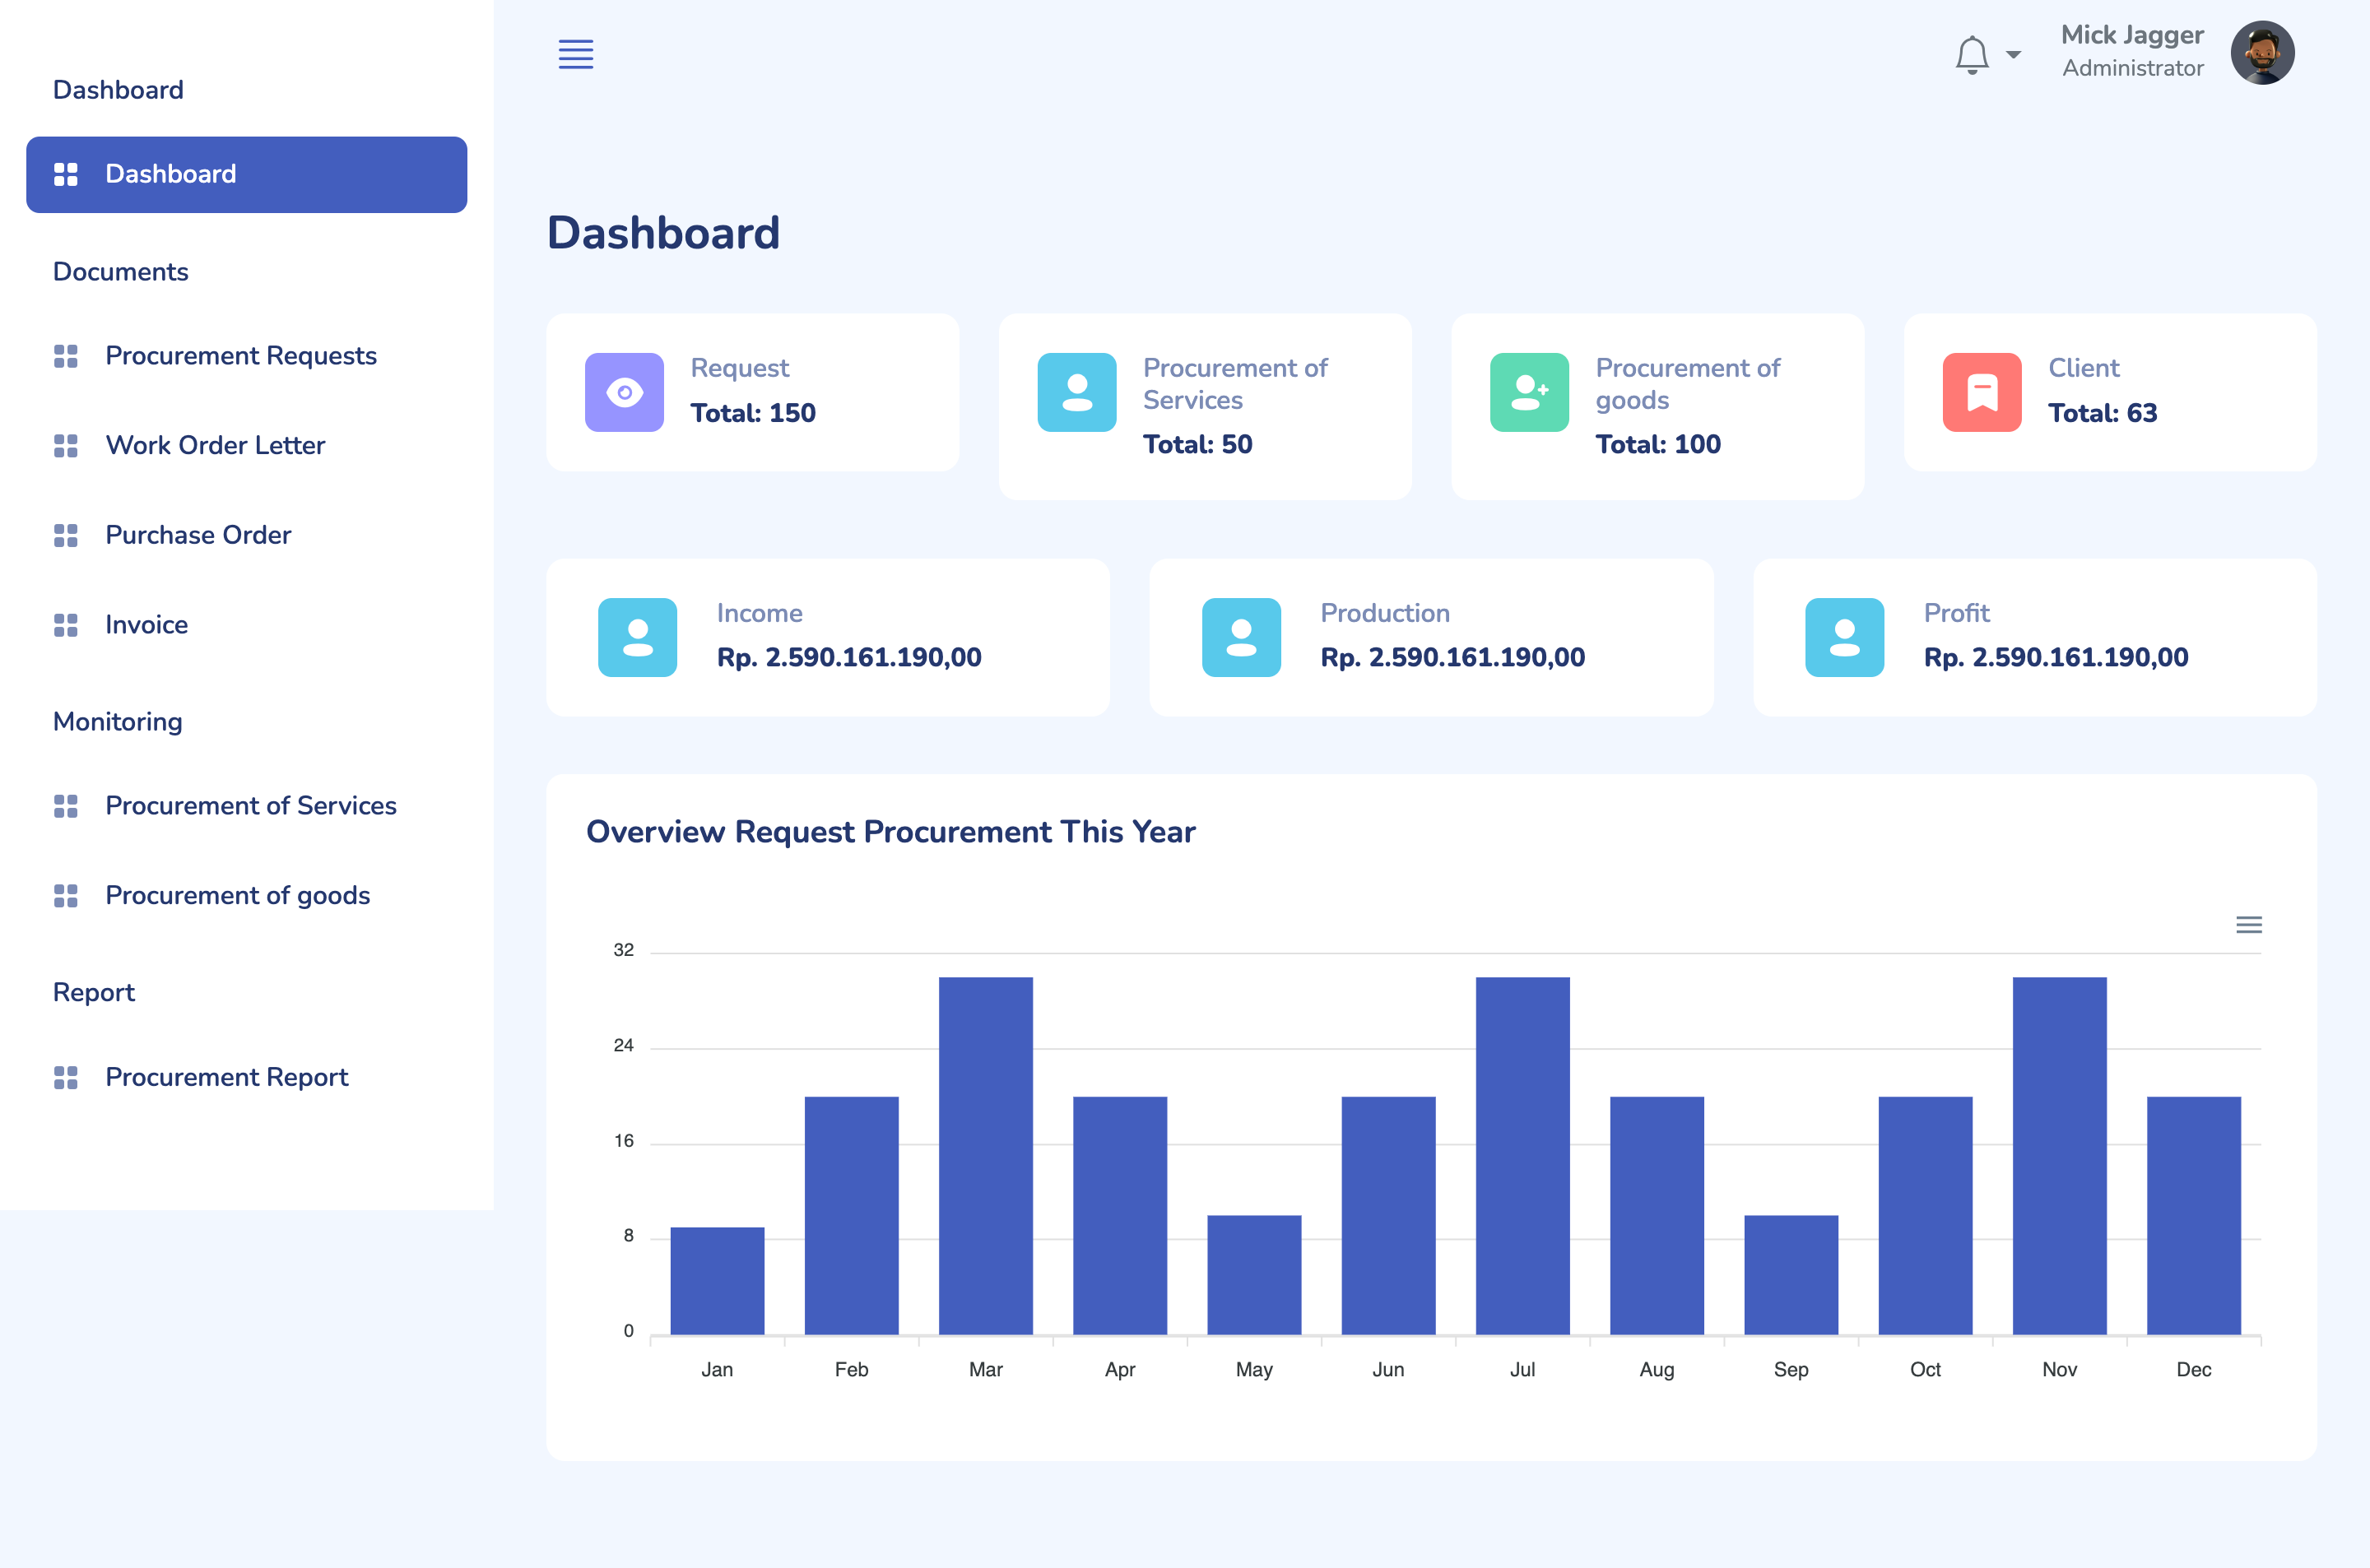 Dashboard
Dashboard
Documents
Procurement Requests
Work Order Letter
Purchase Order
Invoice
Monitoring
Procurement of Services
Procurement of goods
Report
Procurement Report
Mick Jagger
Administrator
Dashboard
Request
Total: 150
Procurement of
Services
Total: 50
Procurement of
goods
Total: 100
Client
Total: 63
Income
Rp. 2.590.161.190,00
Production
Rp. 2.590.161.190,00
Profit
Rp. 2.590.161.190,00
Overview Request Procurement This Year
32
24
16
8
0
Jan Feb Mar Apr May Jun Jul Aug Sep Oct Nov Dec